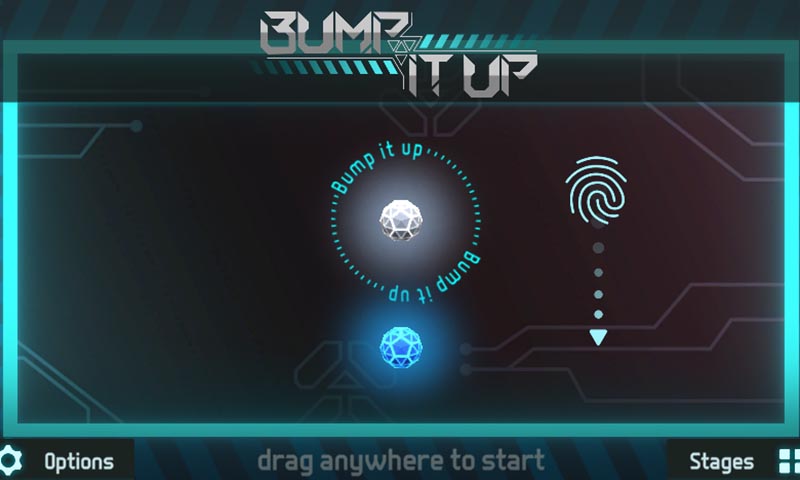 BUMP
IT UP
Bump it up
Bump it up
Options
drag anywhere to start
Stages